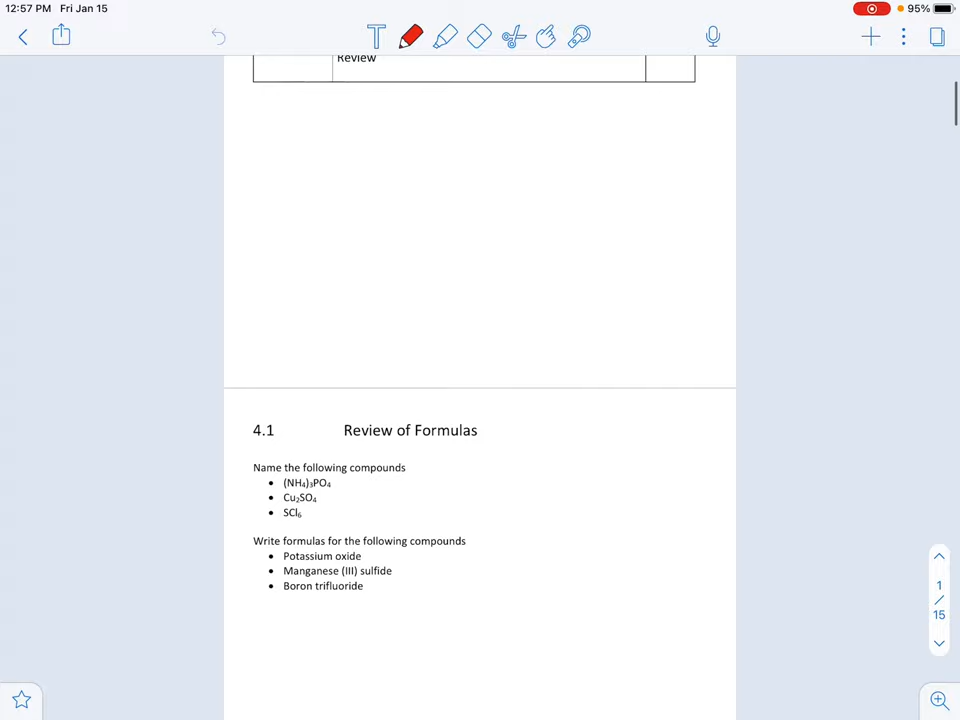 12:57 PM Fri Jan 15
95%
Review
4.1 Review of Formulas
Name the following compounds
• (NH₄)₃PO₄
• Cu₂SO₄
• SCl₆
Write formulas for the following compounds
• Potassium oxide
• Manganese (III) sulfide
• Boron trifluoride
1
/
15